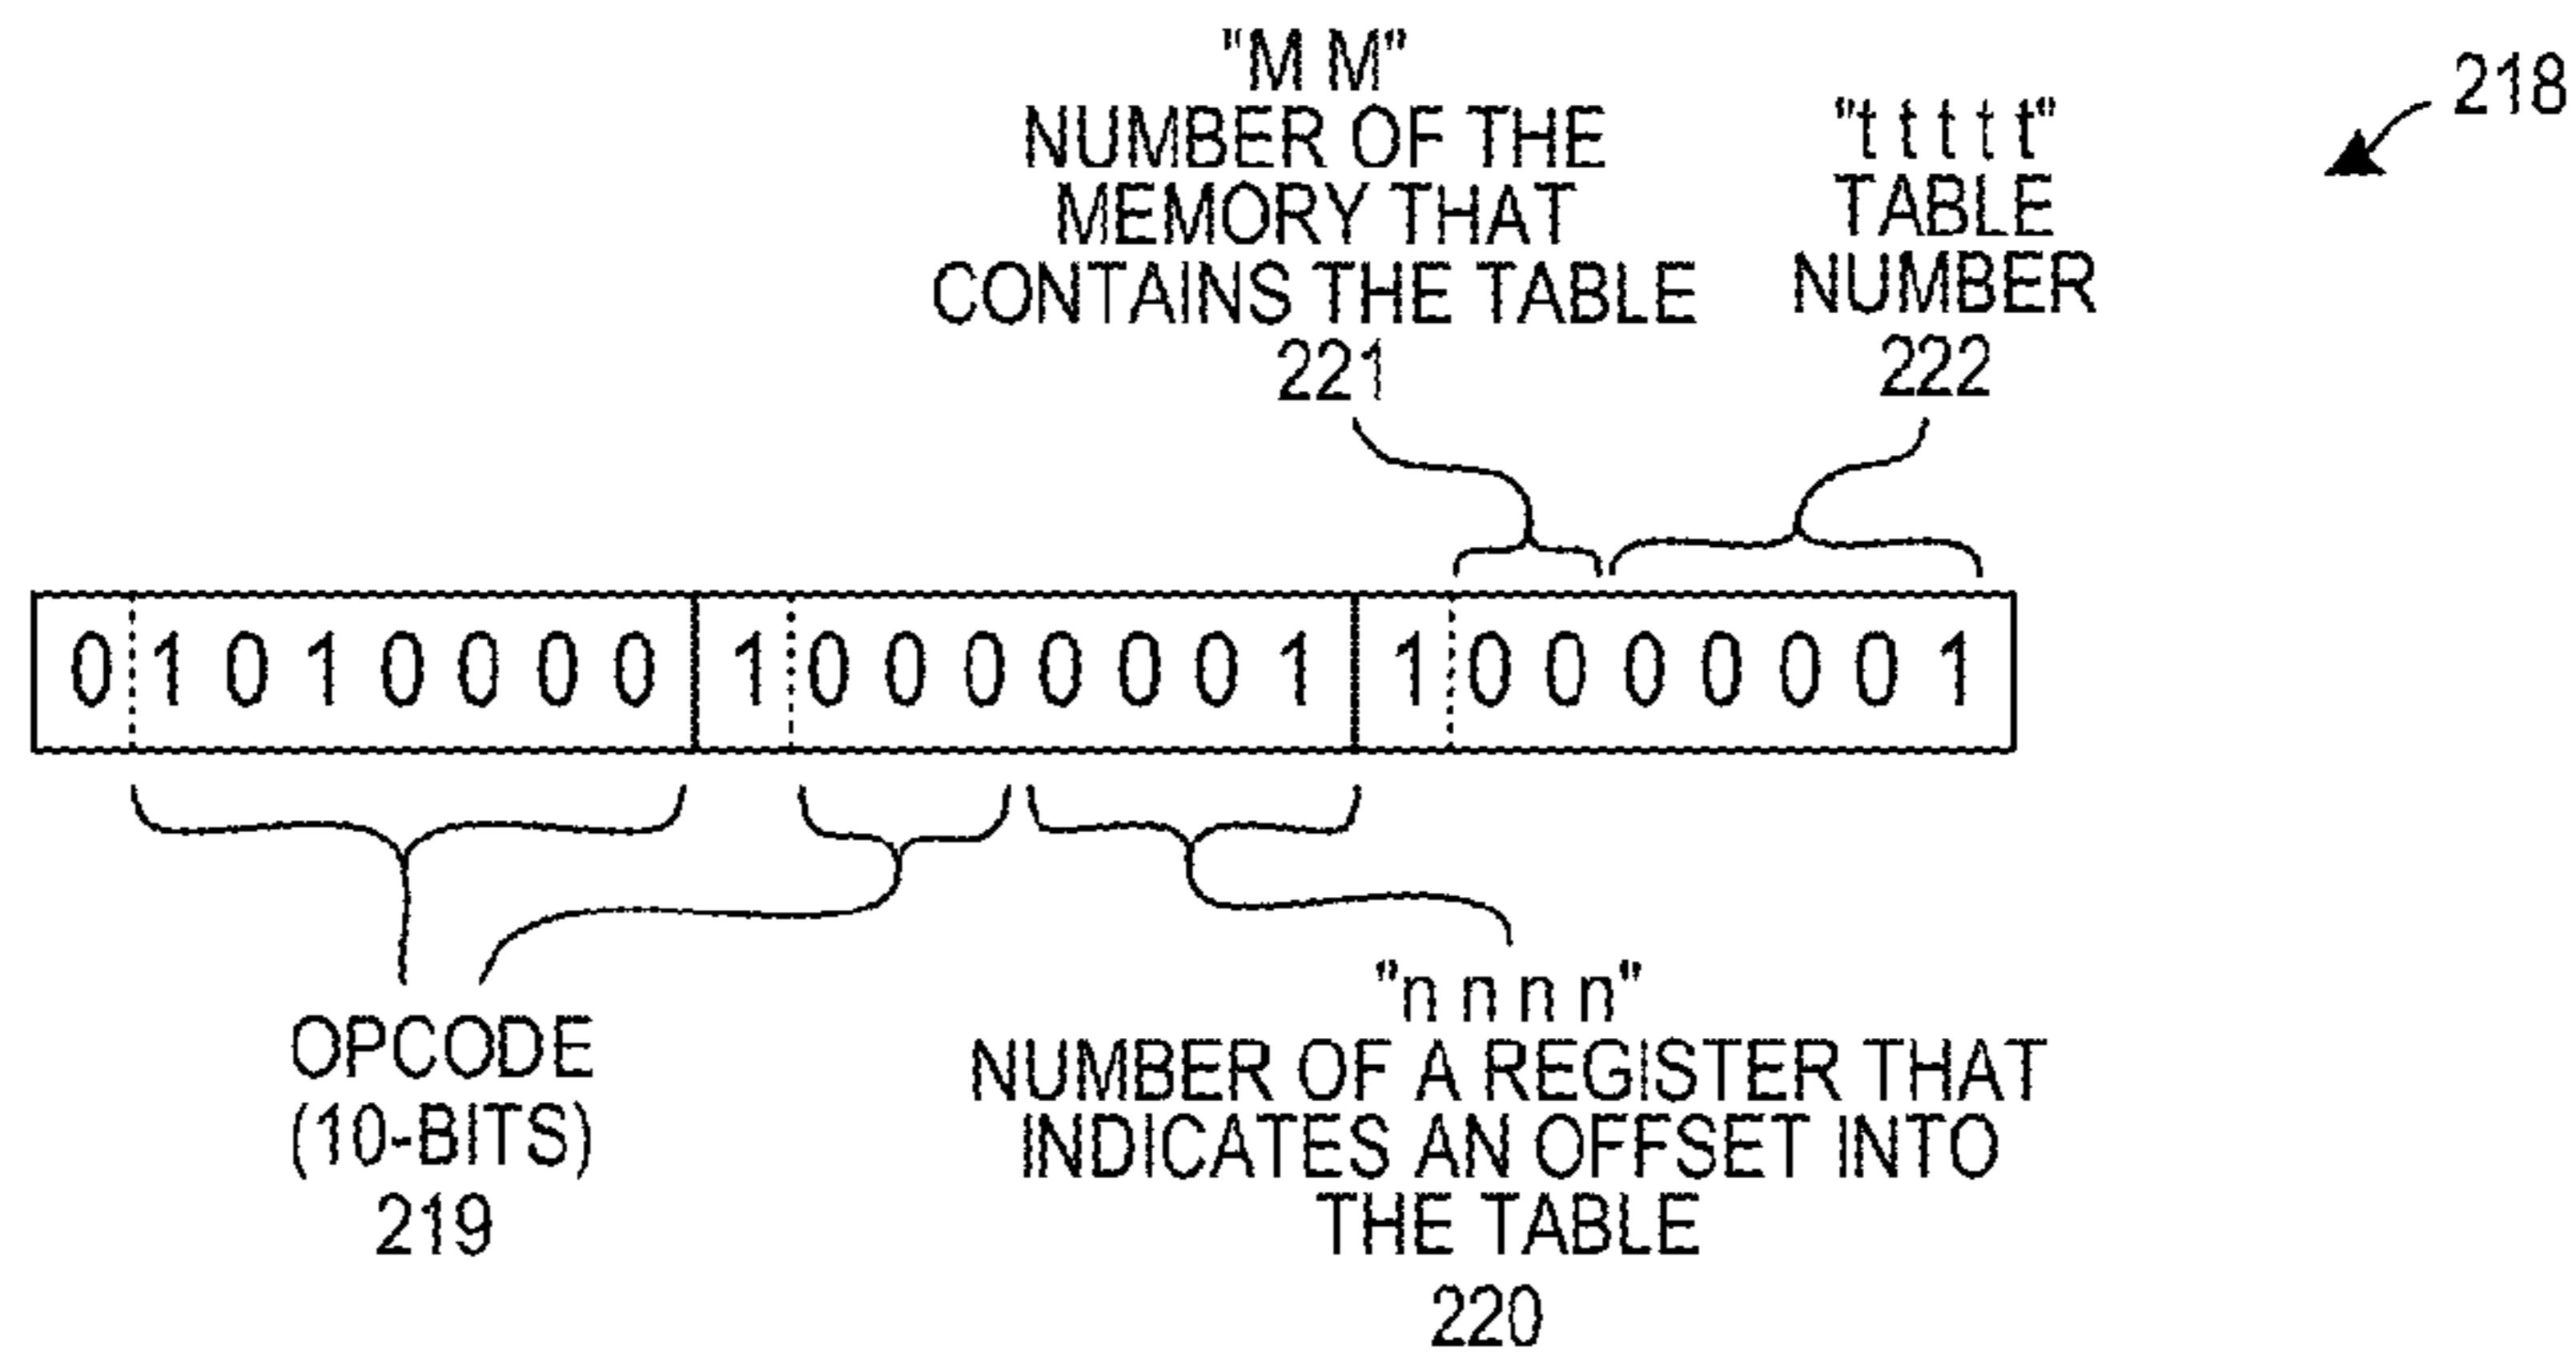 "M M"
NUMBER OF THE
MEMORY THAT
CONTAINS THE TABLE
221
"t t t t t"
TABLE
NUMBER
222
218
0 1 0 1 0 0 0 0 1 0 0 0 0 0 0 1 1 0 0 0 0 0 0 1
OPCODE
(10-BITS)
219
"n n n n"
NUMBER OF A REGISTER THAT
INDICATES AN OFFSET INTO
THE TABLE
220